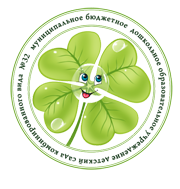 муниципальное бюджетное дошкольное образовательное учреждение детский сад комбинированного вида №32